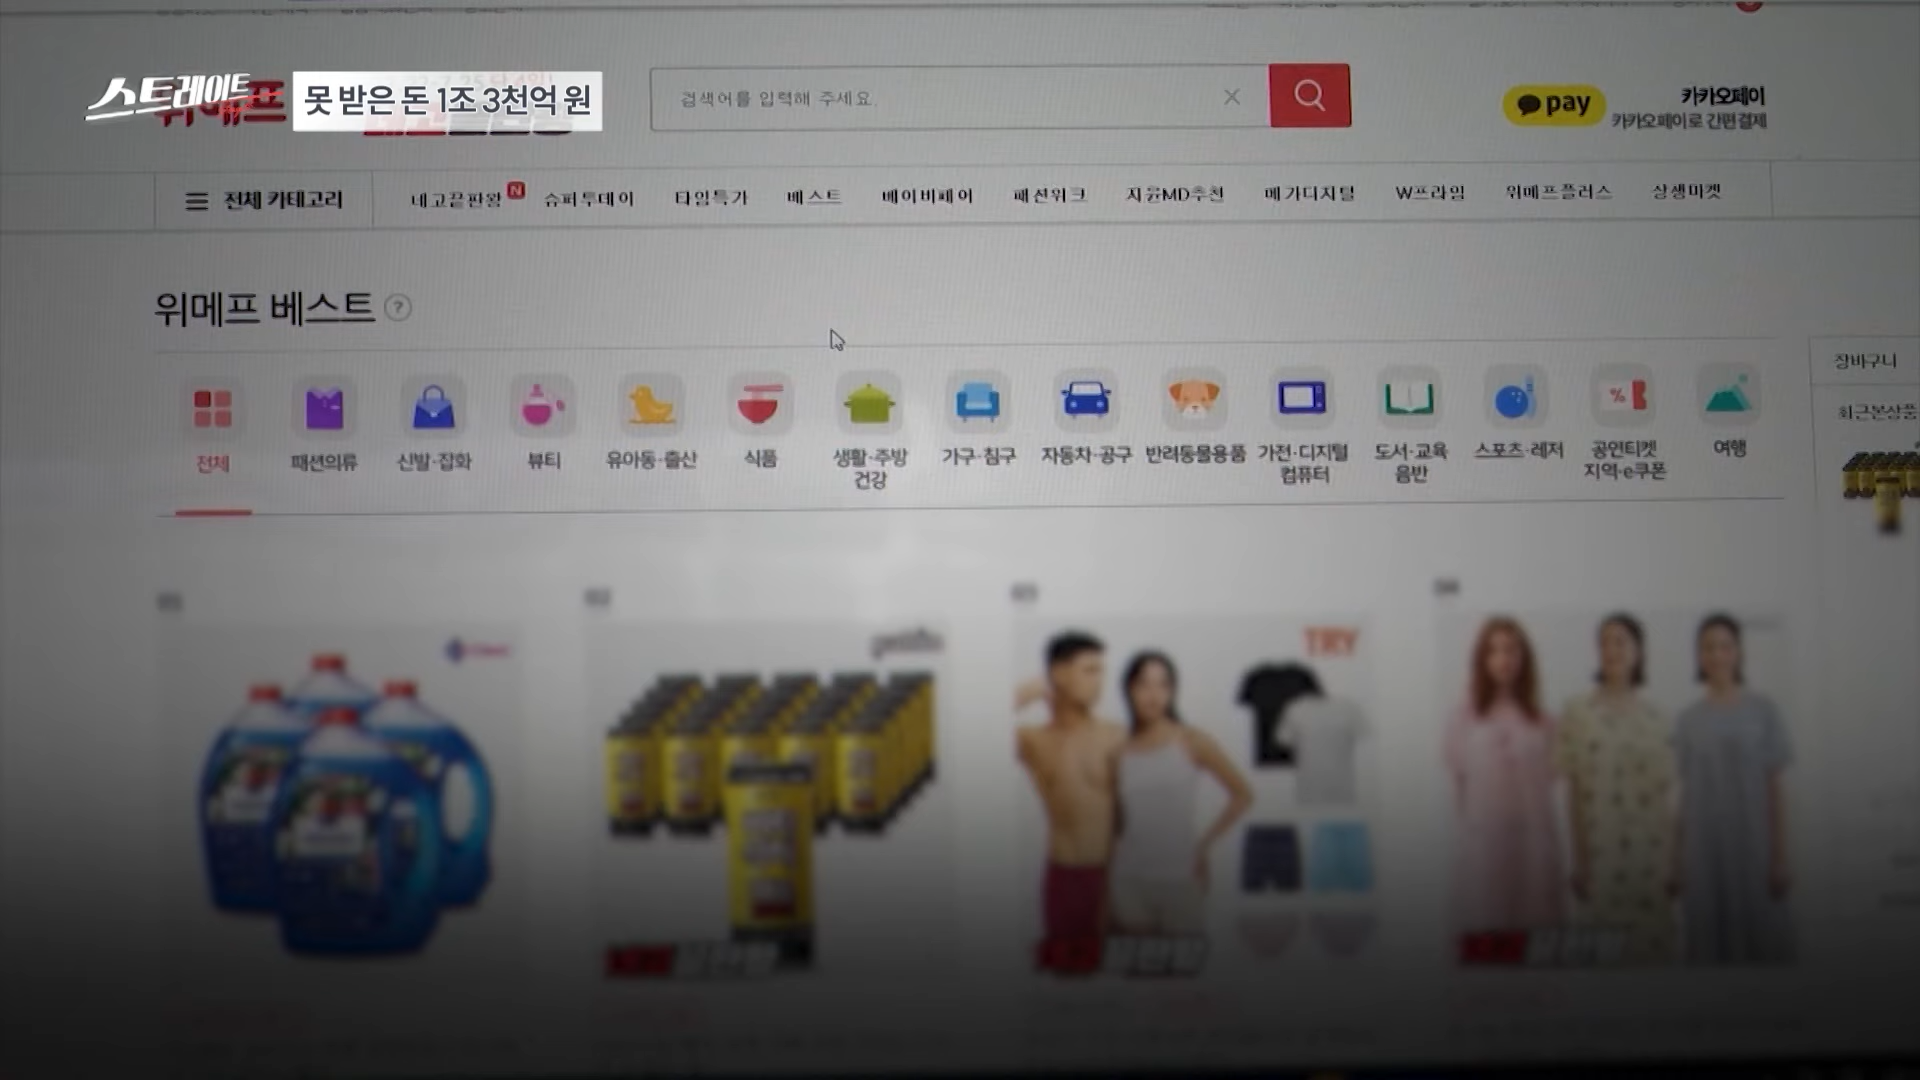 스트레이트
못 받은 돈 1조 3천억 원
위메프
검색어를 입력해 주세요.
pay
카카오페이
카카오페이로 간편결제
전체 카테고리
네고끝판왕
N
슈퍼투데이
타임특가
베스트
베이비페어
패션위크
지윤MD추천
메가디지털
W프라임
위메프플러스
상생마켓
위메프 베스트
?
장바구니
최근본상품
전체
패션의류
신발·잡화
뷰티
유아동·출산
식품
생활·주방
건강
가구·침구
자동차·공구
반려동물용품
가전·디지털
컴퓨터
도서·교육
음반
스포츠·레저
공연티켓
지역·e쿠폰
여행
%
TRY